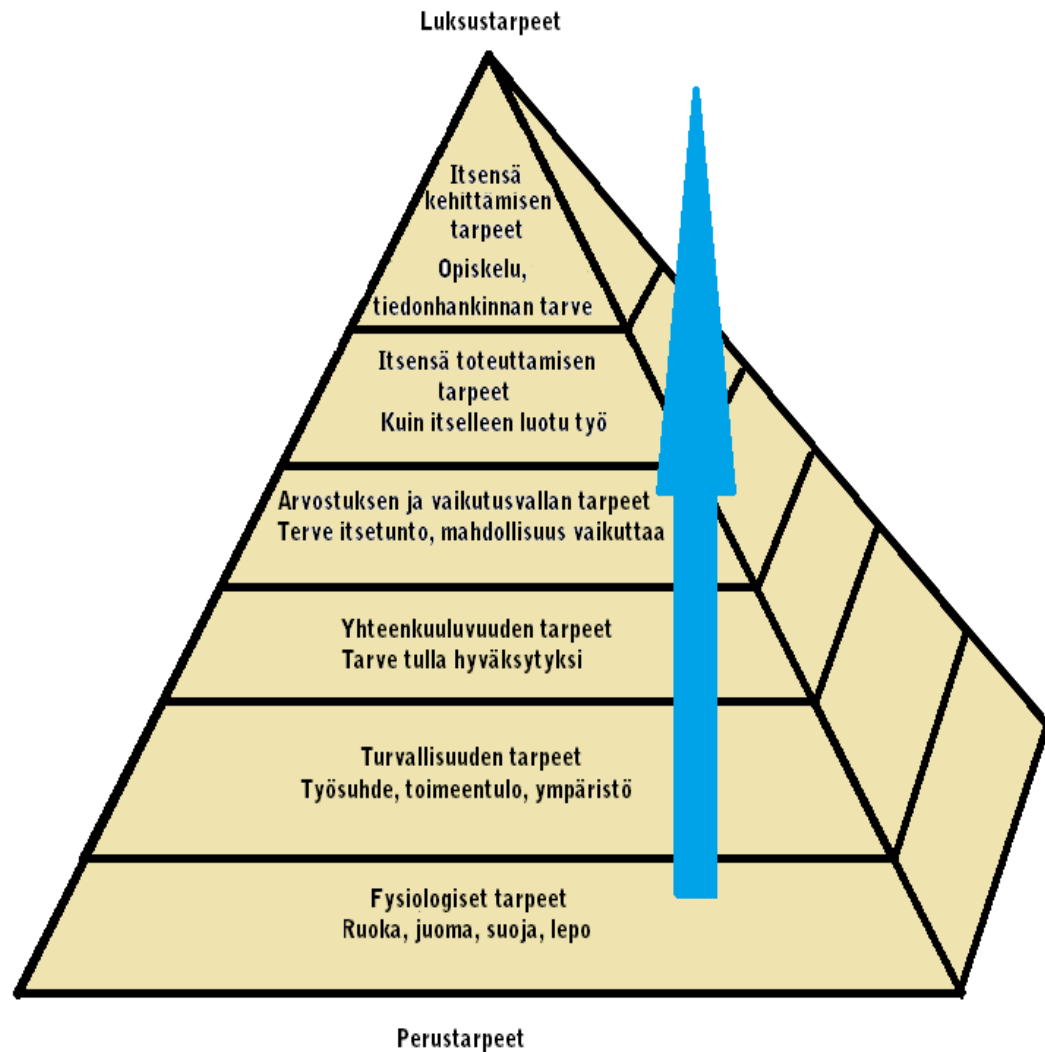 Luksustarpeet
Itsensä
kehittämisen
tarpeet
Opiskelu,
tiedonhankinnan tarve
Itsensä toteuttamisen
tarpeet
Kuin itselleen luotu työ
Arvostuksen ja vaikutusvallan tarpeet
Terve itsetunto, mahdollisuus vaikuttaa
Yhteenkuuluvuuden tarpeet
Tarve tulla hyväksytyksi
Turvallisuuden tarpeet
Työsuhde, toimeentulo, ympäristö
Fysiologiset tarpeet
Ruoka, juoma, suoja, lepo
Perustarpeet